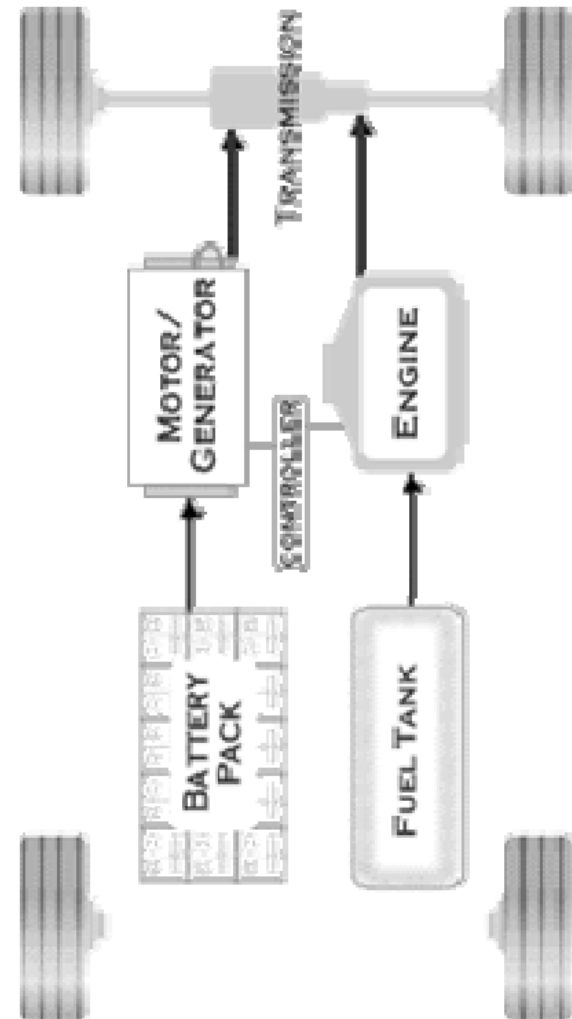 TRANSMISSION
MOTOR/
GENERATOR
CONTROLLER
ENGINE
BATTERY
PACK
FUEL TANK